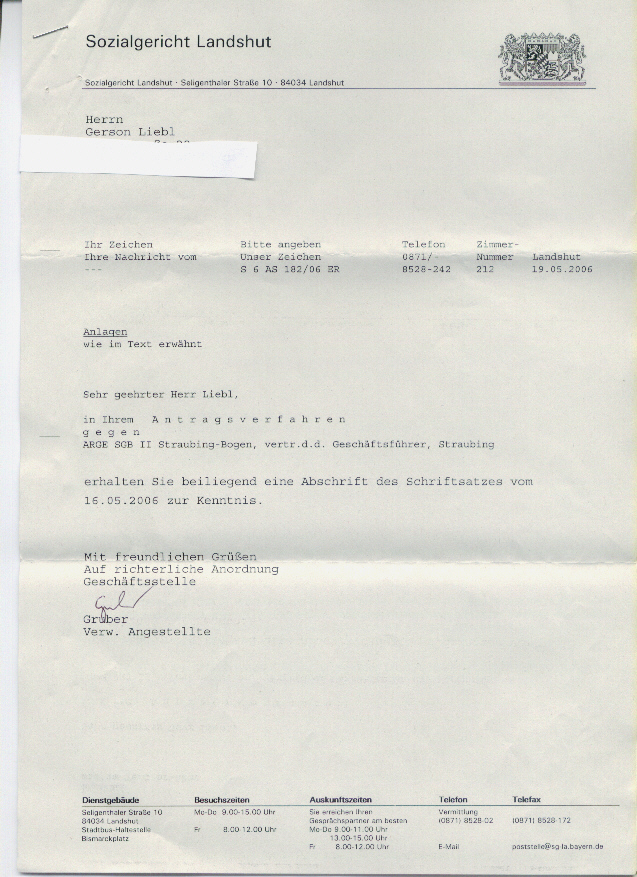 Sozialgericht Landshut
Sozialgericht Landshut · Seligenthaler Straße 10 · 84034 Landshut
Herrn
Gerson Liebl
Ihr Zeichen Bitte angeben Telefon Zimmer-
Ihre Nachricht vom Unser Zeichen 0871/- Nummer Landshut
--- S 6 AS 182/06 ER 8528-242 212 19.05.2006
Anlagen
wie im Text erwähnt
Sehr geehrter Herr Liebl,
in Ihrem A n t r a g s v e r f a h r e n
g e g e n
ARGE SGB II Straubing-Bogen, vertr.d.d. Geschäftsführer, Straubing
erhalten Sie beiliegend eine Abschrift des Schriftsatzes vom
16.05.2006 zur Kenntnis.
Mit freundlichen Grüßen
Auf richterliche Anordnung
Geschäftsstelle
Gruber
Verw. Angestellte
Dienstgebäude Besuchszeiten Auskunftszeiten Telefon Telefax
Seligenthaler Straße 10 Mo-Do 9.00-15.00 Uhr Sie erreichen Ihren Vermittlung
84034 Landshut Gesprächspartner am besten (0871) 8528-02 (0871) 8528-172
Stadtbus-Haltestelle Fr 8.00-12.00 Uhr Mo-Do 9.00-11.00 Uhr
Bismarckplatz 13.00-15.00 Uhr
Fr 8.00-12.00 Uhr E-Mail poststelle@sg-la.bayern.de